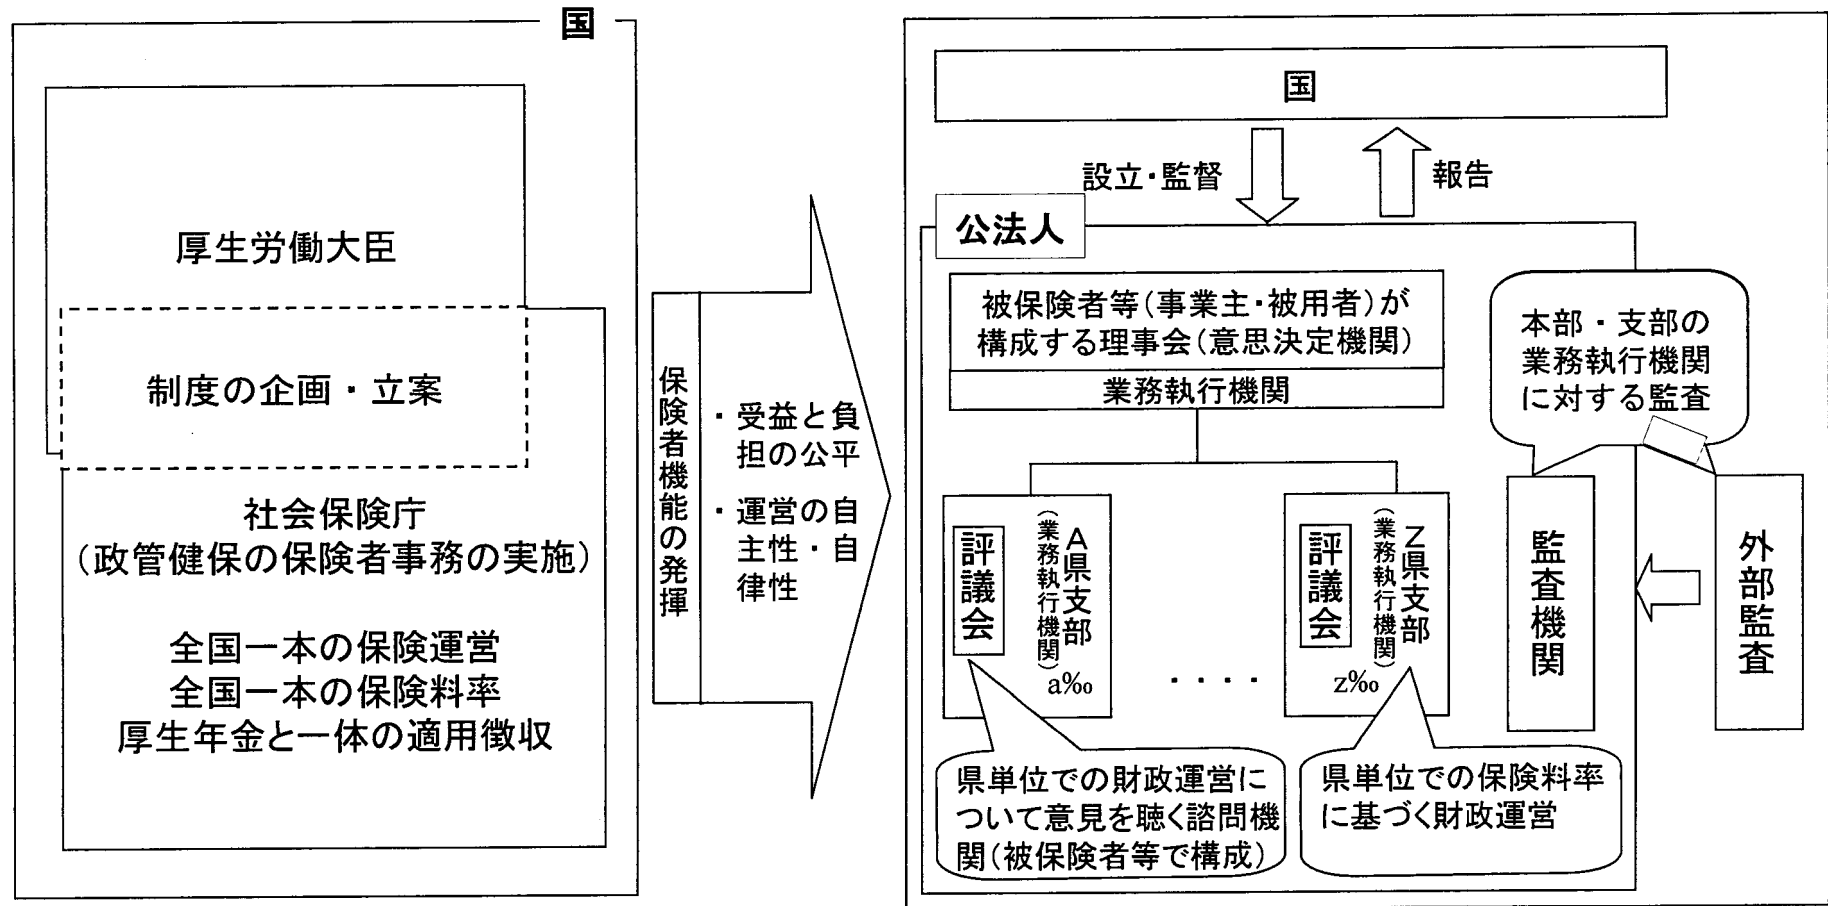 国
厚生労働大臣
制度の企画・立案
社会保険庁
(政管健保の保険者事務の実施)
全国一本の保険運営
全国一本の保険料率
厚生年金と一体の適用徴収
保険者機能の発揮
・受益と負
担の公平
・運営の自
主性・自
律性
国
設立・監督
報告
公法人
被保険者等(事業主・被用者)が
構成する理事会(意思決定機関)
業務執行機関
本部・支部の
業務執行機関
に対する監査
A県支部
(業務執行機関)
評議会
a‰
・・・・
Z県支部
(業務執行機関)
評議会
z‰
監査機関
外部監査
県単位での財政運営に
ついて意見を聴く諮問機
関(被保険者等で構成)
県単位での保険料率
に基づく財政運営